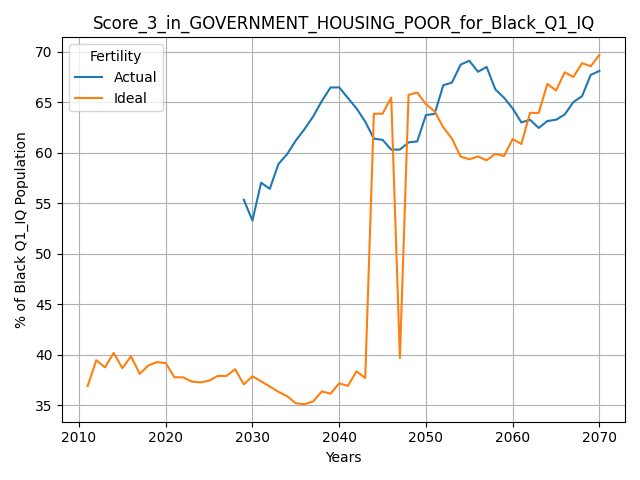 Score_3_in_GOVERNMENT_HOUSING_POOR_for_Black_Q1_IQ
Fertility
Actual
Ideal
% of Black Q1_IQ Population
70
65
60
55
50
45
40
35
2010 2020 2030 2040 2050 2060 2070
Years